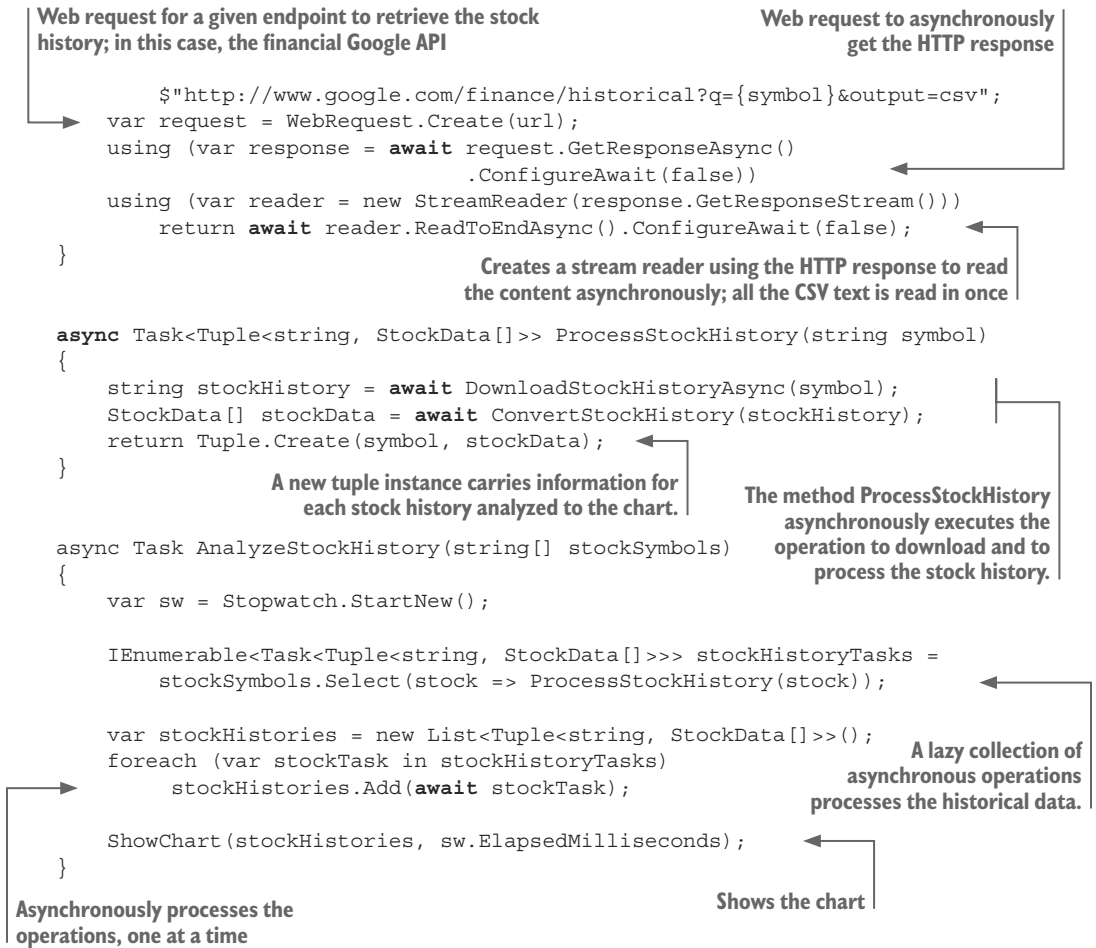 Web request for a given endpoint to retrieve the stock
history; in this case, the financial Google API
Web request to asynchronously
get the HTTP response
$"http://www.google.com/finance/historical?q={symbol}&output=csv";
var request = WebRequest.Create(url);
using (var response = await request.GetResponseAsync()
.ConfigureAwait(false))
using (var reader = new StreamReader(response.GetResponseStream()))
return await reader.ReadToEndAsync().ConfigureAwait(false);
}
Creates a stream reader using the HTTP response to read
the content asynchronously; all the CSV text is read in once
async Task<Tuple<string, StockData[]>> ProcessStockHistory(string symbol)
{
string stockHistory = await DownloadStockHistoryAsync(symbol);
StockData[] stockData = await ConvertStockHistory(stockHistory);
return Tuple.Create(symbol, stockData);
}
A new tuple instance carries information for
each stock history analyzed to the chart.
The method ProcessStockHistory
asynchronously executes the
operation to download and to
process the stock history.
async Task AnalyzeStockHistory(string[] stockSymbols)
{
var sw = Stopwatch.StartNew();
IEnumerable<Task<Tuple<string, StockData[]>>> stockHistoryTasks =
stockSymbols.Select(stock => ProcessStockHistory(stock));
var stockHistories = new List<Tuple<string, StockData[]>>();
foreach (var stockTask in stockHistoryTasks)
stockHistories.Add(await stockTask);
A lazy collection of
asynchronous operations
processes the historical data.
ShowChart(stockHistories, sw.ElapsedMilliseconds);
}
Shows the chart
Asynchronously processes the
operations, one at a time